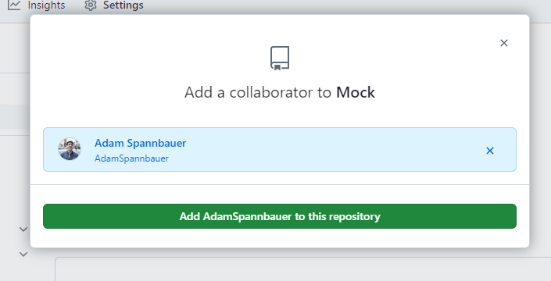 Insights Settings
Add a collaborator to Mock
Adam Spannbauer
AdamSpannbauer
Add AdamSpannbauer to this repository